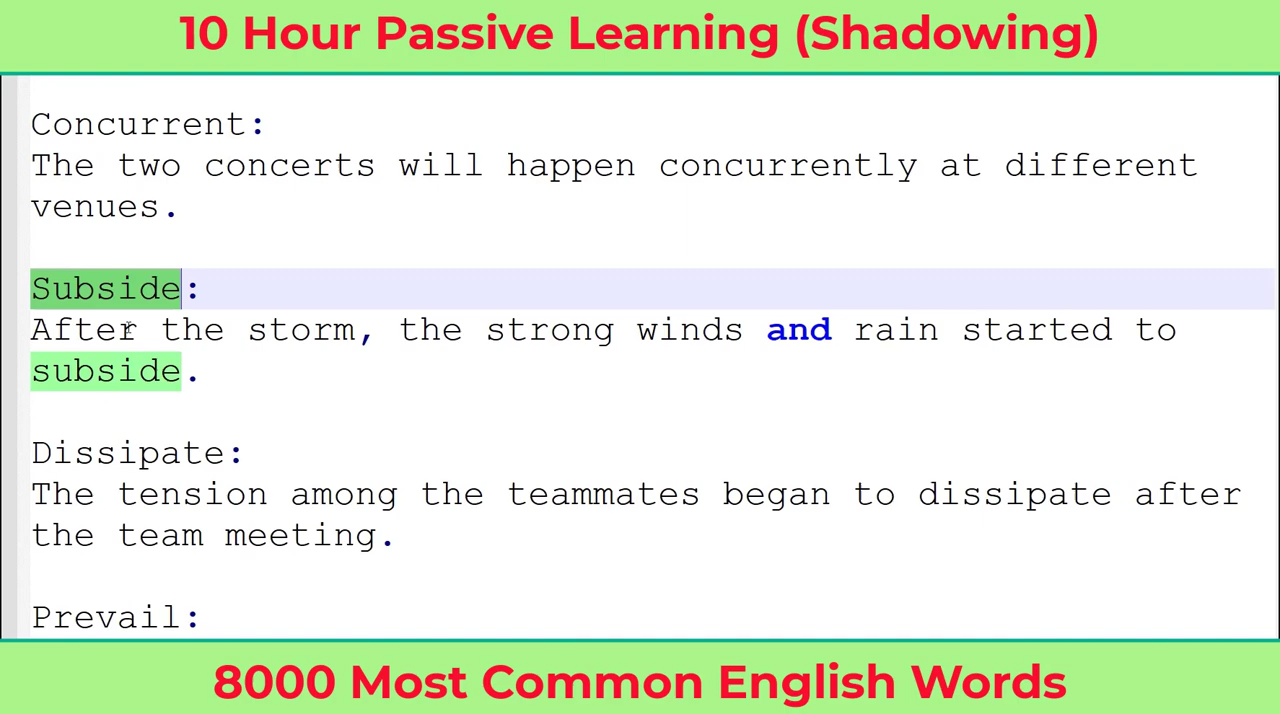 10 Hour Passive Learning (Shadowing)
Concurrent:
The two concerts will happen concurrently at different
venues.
Subside:
After the storm, the strong winds and rain started to
subside.
Dissipate:
The tension among the teammates began to dissipate after
the team meeting.
Prevail:
8000 Most Common English Words